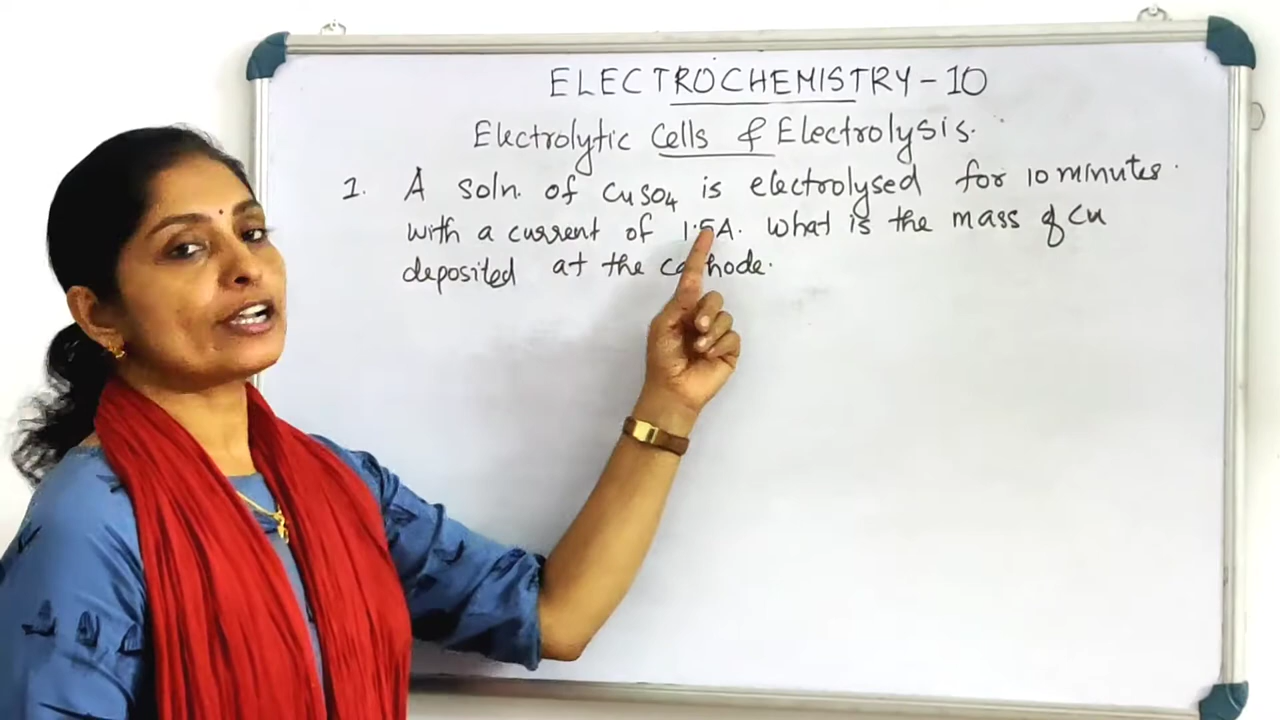 ELECTROCHEMISTRY-10
Electrolytic Cells & Electrolysis.
1. A soln. of CuSO4 is electrolysed for 10 minutes.
with a current of 1.5A. What is the mass of Cu
deposited at the cathode.